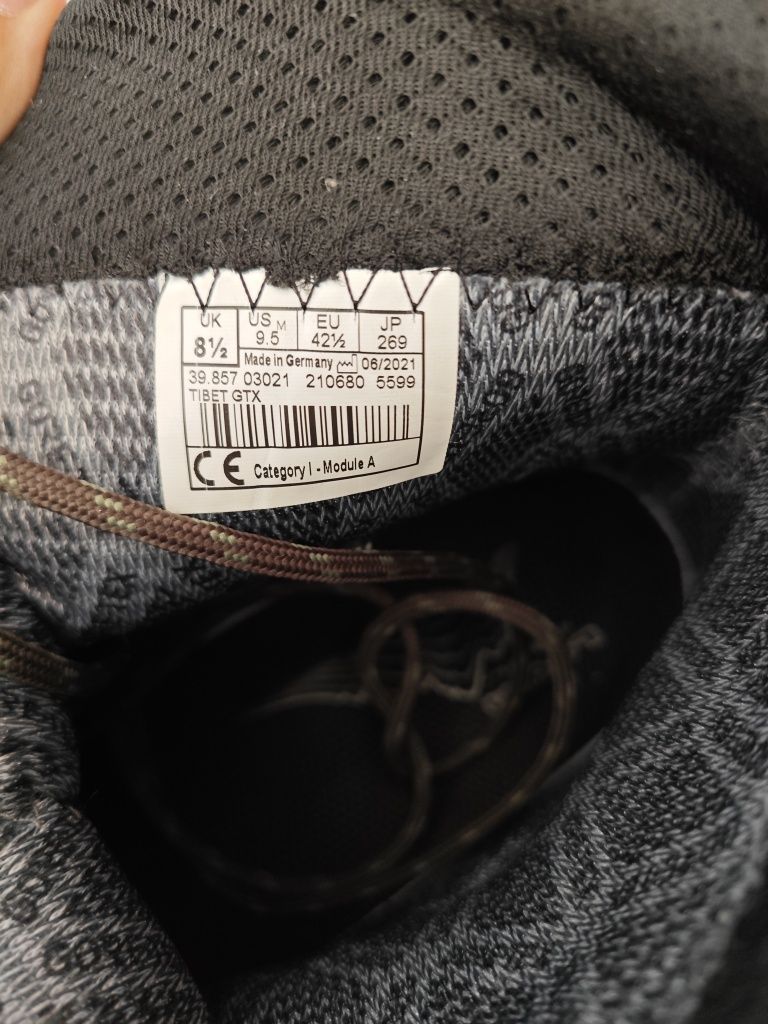 UK US M EU JP
8½ 9.5 42½ 269
Made in Germany 06/2021
39.857 03021 210680 5599
TIBET GTX
CE Category I - Module A